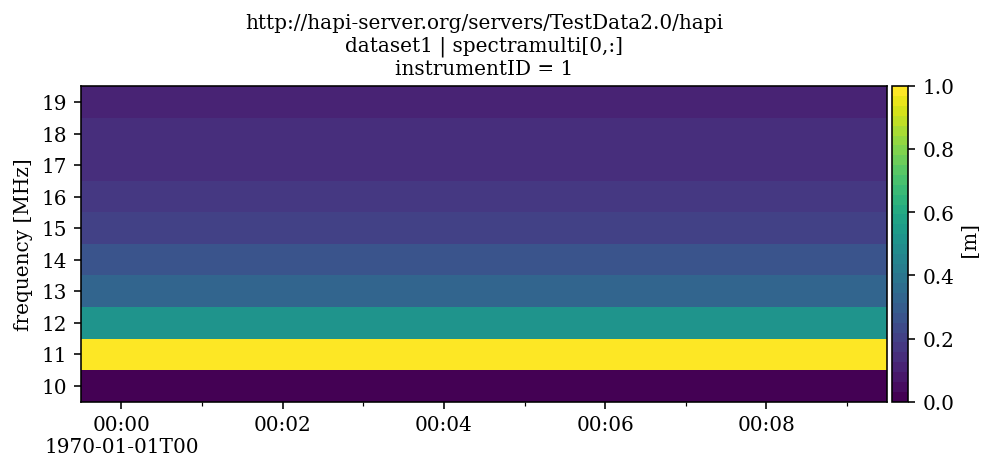 http://hapi-server.org/servers/TestData2.0/hapi
dataset1 | spectramulti[0,:]
instrumentID = 1
frequency [MHz]
19
18
17
16
15
14
13
12
11
10
1.0
0.8
0.6
0.4
0.2
0.0
[m]
00:00 00:02 00:04 00:06 00:08
1970-01-01T00